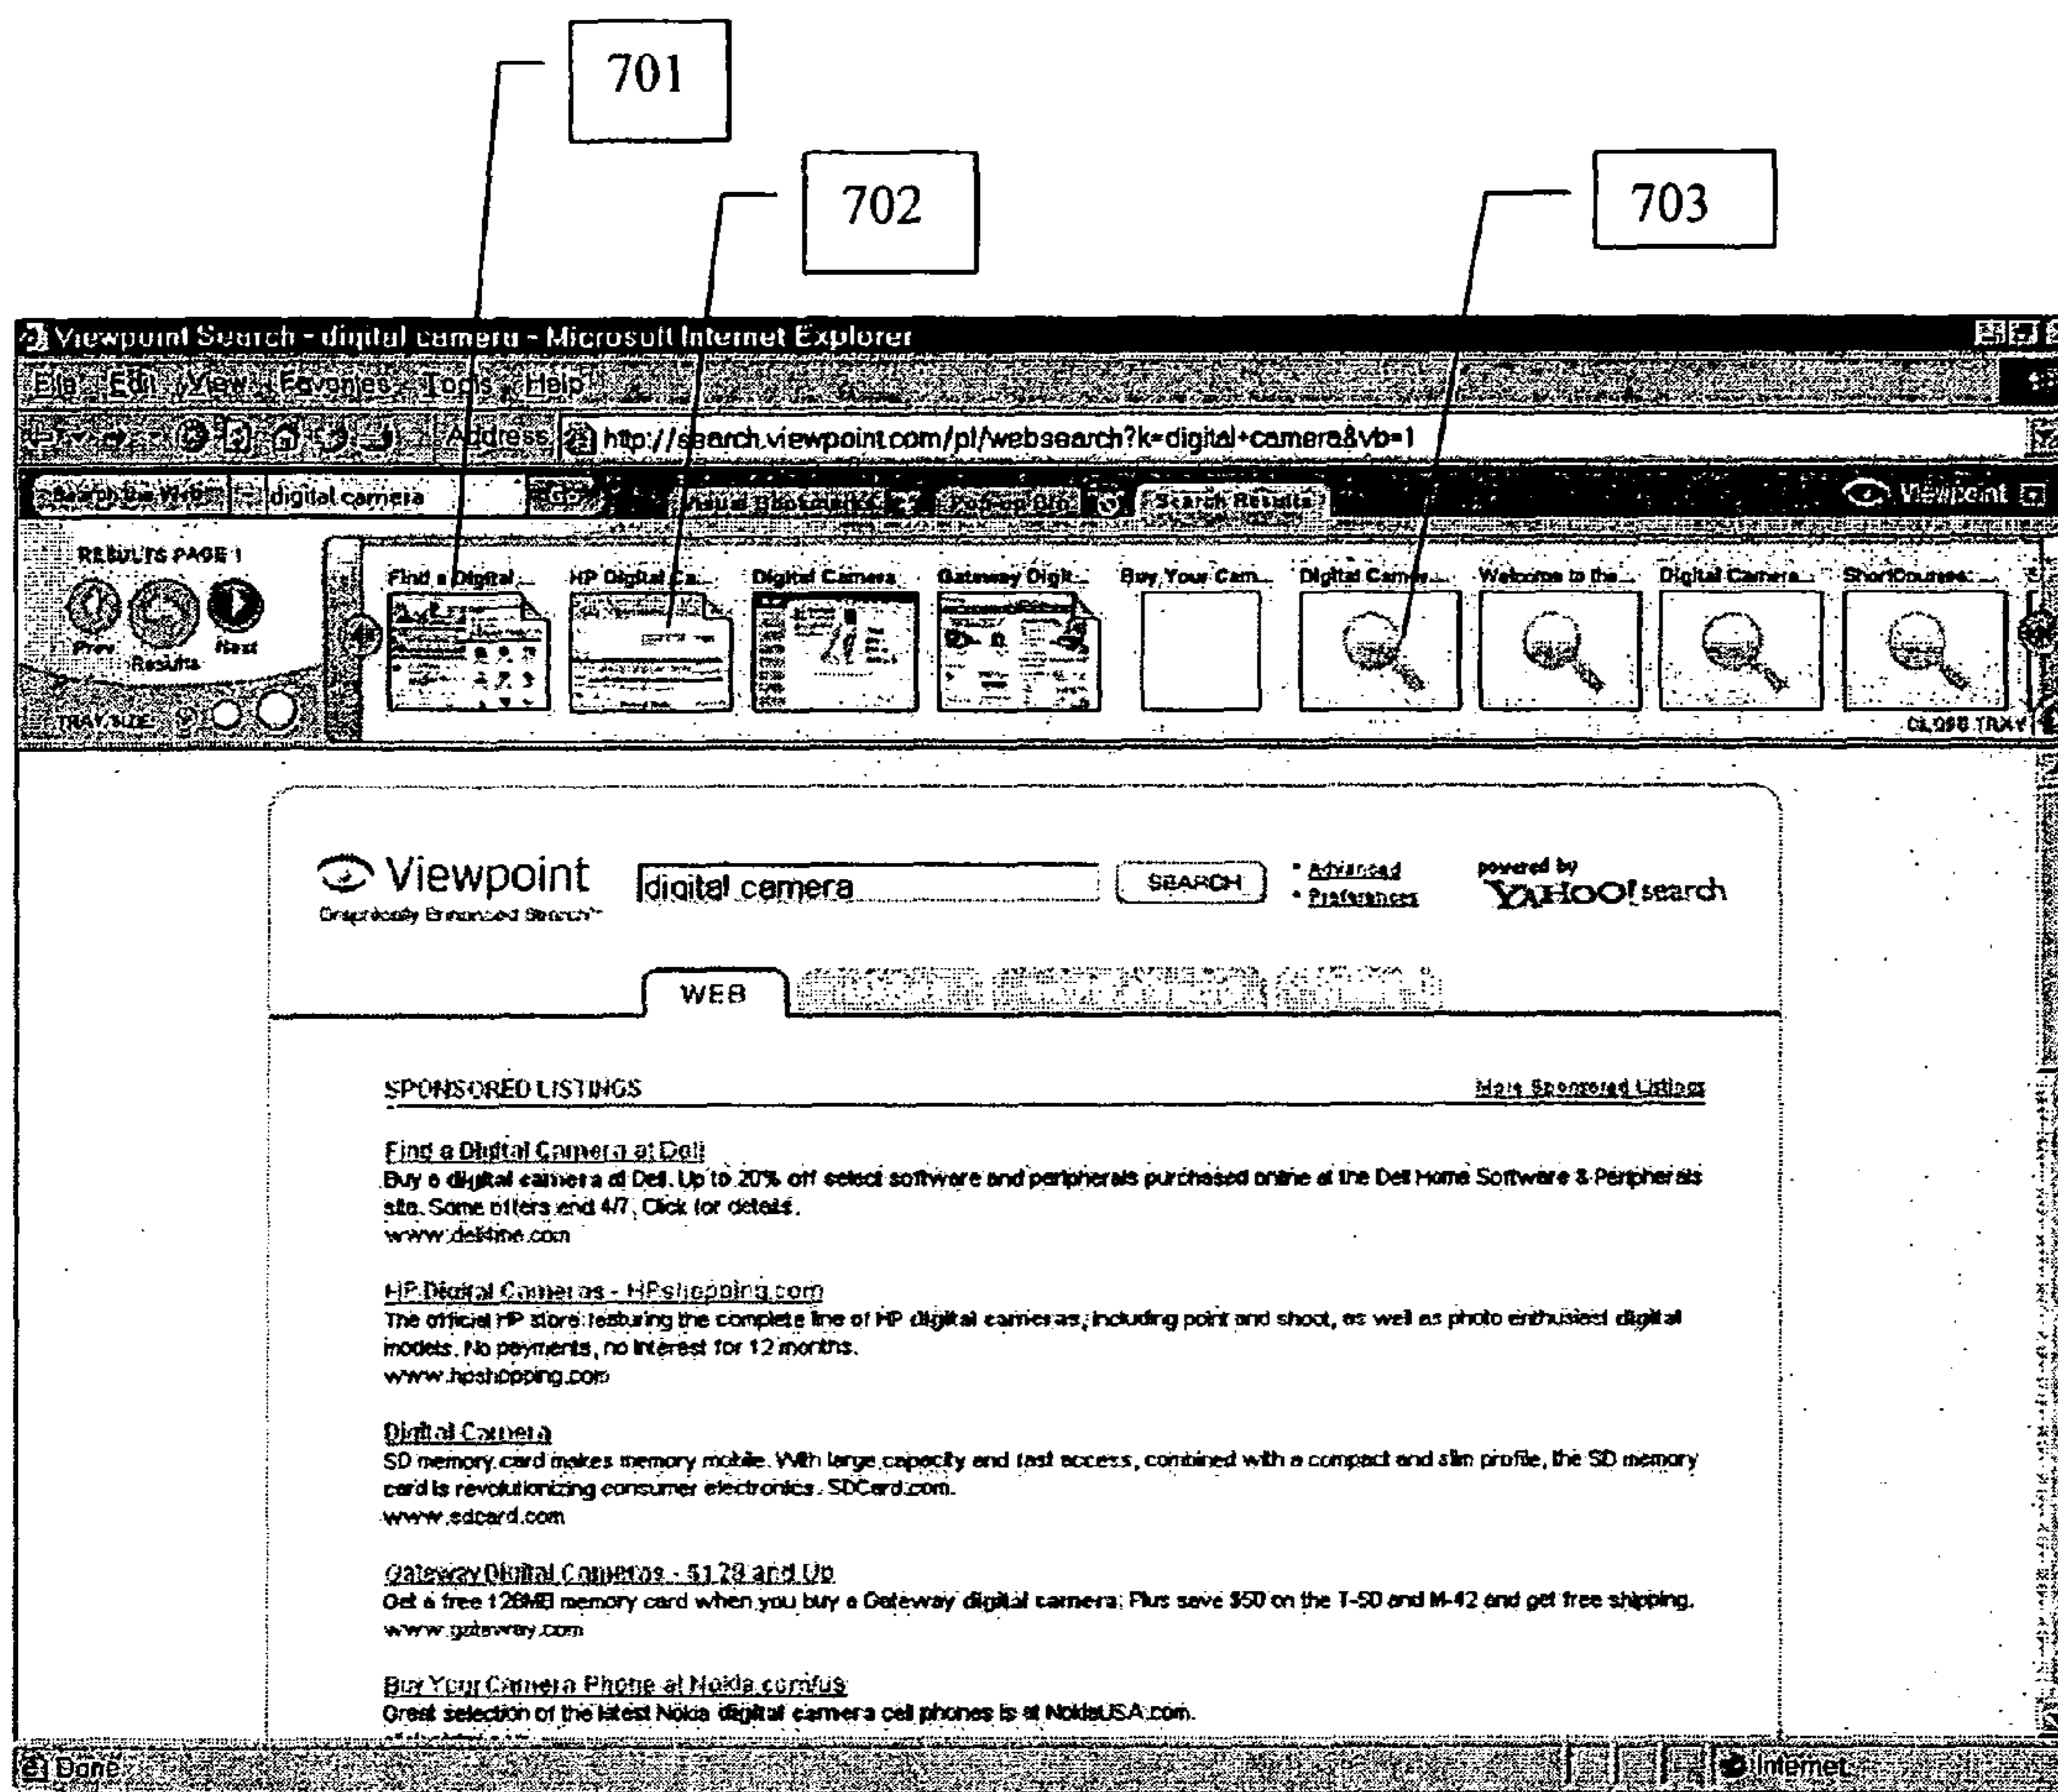 701
702
703
Viewpoint Search - digital camera - Microsoft Internet Explorer
File Edit View Favorites Tools Help
Address http://search.viewpoint.com/pl/websearch?k=digital+camera&vb=1
Search the Web digital camera Go Visual Bookmarks Pop-up Search Results Viewpoint
RESULTS PAGE 1
Prev Results Next
TRAY SIZE
Find a Digital ... HP Digital Ca... Digital Camera Gateway Digit... Buy Your Cam... Digital Camer... Welcome to the ... Digital Camera... ShortCourses: ...
CLOSE TRAY
Viewpoint
Graphically Enhanced Search™
digital camera
SEARCH
• Advanced
• Preferences
powered by
YAHOO! search
WEB
SPONSORED LISTINGS More Sponsored Listings
Find a Digital Camera at Dell
Buy a digital camera at Dell. Up to 20% off select software and peripherals purchased online at the Dell Home Software & Peripherals
site. Some offers end 4/7. Click for details.
HP Digital Cameras - HPshopping.com
The official HP store featuring the complete line of HP digital cameras, including point and shoot, as well as photo enthusiast digital
models. No payments, no interest for 12 months.
www.hpshopping.com
Digital Camera
SD memory card makes memory mobile. With large capacity and fast access, combined with a compact and slim profile, the SD memory
card is revolutionizing consumer electronics. SDCard.com.
www.sdcard.com
Gateway Digital Cameras - $129 and Up
Get a free 128MB memory card when you buy a Gateway digital camera; Plus save $50 on the T-50 and M-42 and get free shipping.
www.gateway.com
Buy Your Camera Phone at Nokia.com/us
Great selection of the latest Nokia digital camera cell phones is at NokiaUSA.com.
Done Internet